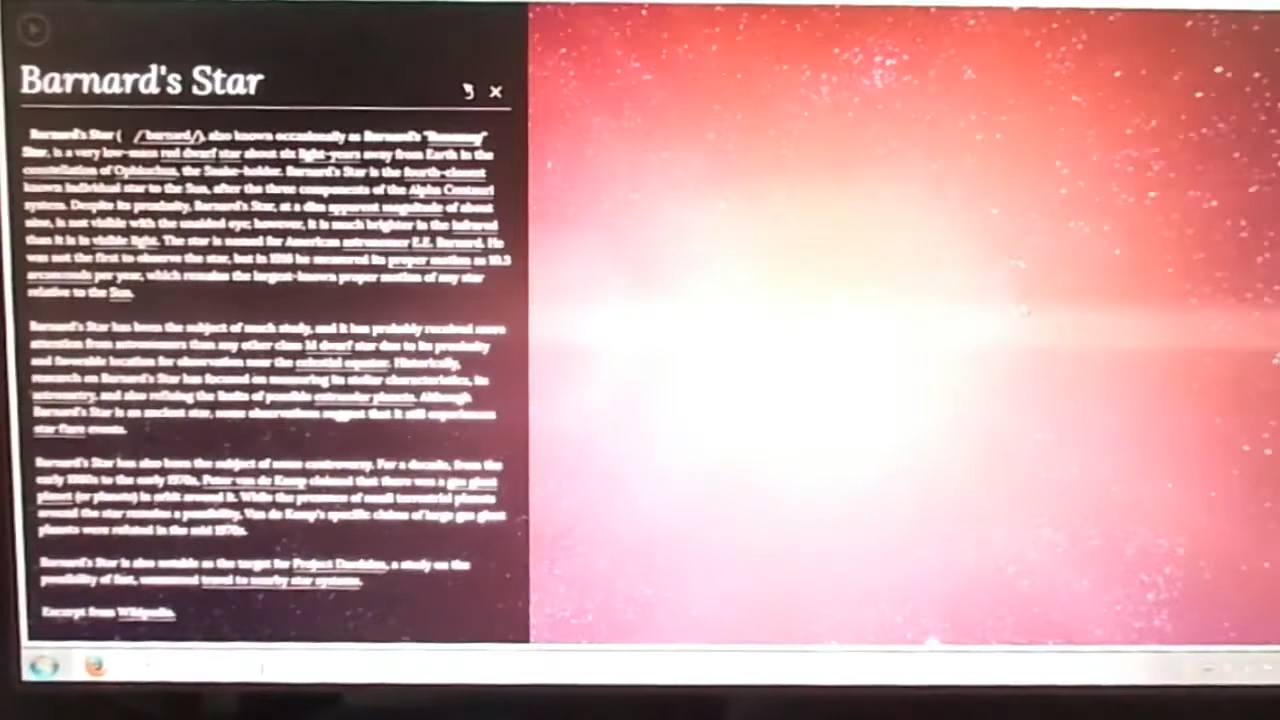 Barnard's Star
Barnard's Star ( /ˈbɑrnərd/), also known occasionally as Barnard's "Runaway"
Star, is a very low-mass red dwarf star about six light-years away from Earth in the
constellation of Ophiuchus, the Snake-holder. Barnard's Star is the fourth-closest
known individual star to the Sun, after the three components of the Alpha Centauri
system. Despite its proximity, Barnard's Star, at a dim apparent magnitude of about
nine, is not visible with the unaided eye; however, it is much brighter in the infrared
than it is in visible light. The star is named for American astronomer E.E. Barnard. He
was not the first to observe the star, but in 1916 he measured its proper motion as 10.3
arcseconds per year, which remains the largest-known proper motion of any star
relative to the Sun.
Barnard's Star has been the subject of much study, and it has probably received more
attention from astronomers than any other class M dwarf star due to its proximity
and favorable location for observation near the celestial equator. Historically,
research on Barnard's Star has focused on measuring its stellar characteristics, its
astrometry, and also refining the limits of possible extrasolar planets. Although
Barnard's Star is an ancient star, some observations suggest that it still experiences
star flare events.
Barnard's Star has also been the subject of some controversy. For a decade, from the
early 1960s to the early 1970s, Peter van de Kamp claimed that there was a gas giant
planet (or planets) in orbit around it. While the presence of small terrestrial planets
around the star remains a possibility, Van de Kamp's specific claims of large gas giant
planets were refuted in the mid 1970s.
Barnard's Star is also notable as the target for Project Daedalus, a study on the
possibility of fast, unmanned travel to nearby star systems.
Excerpt from Wikipedia